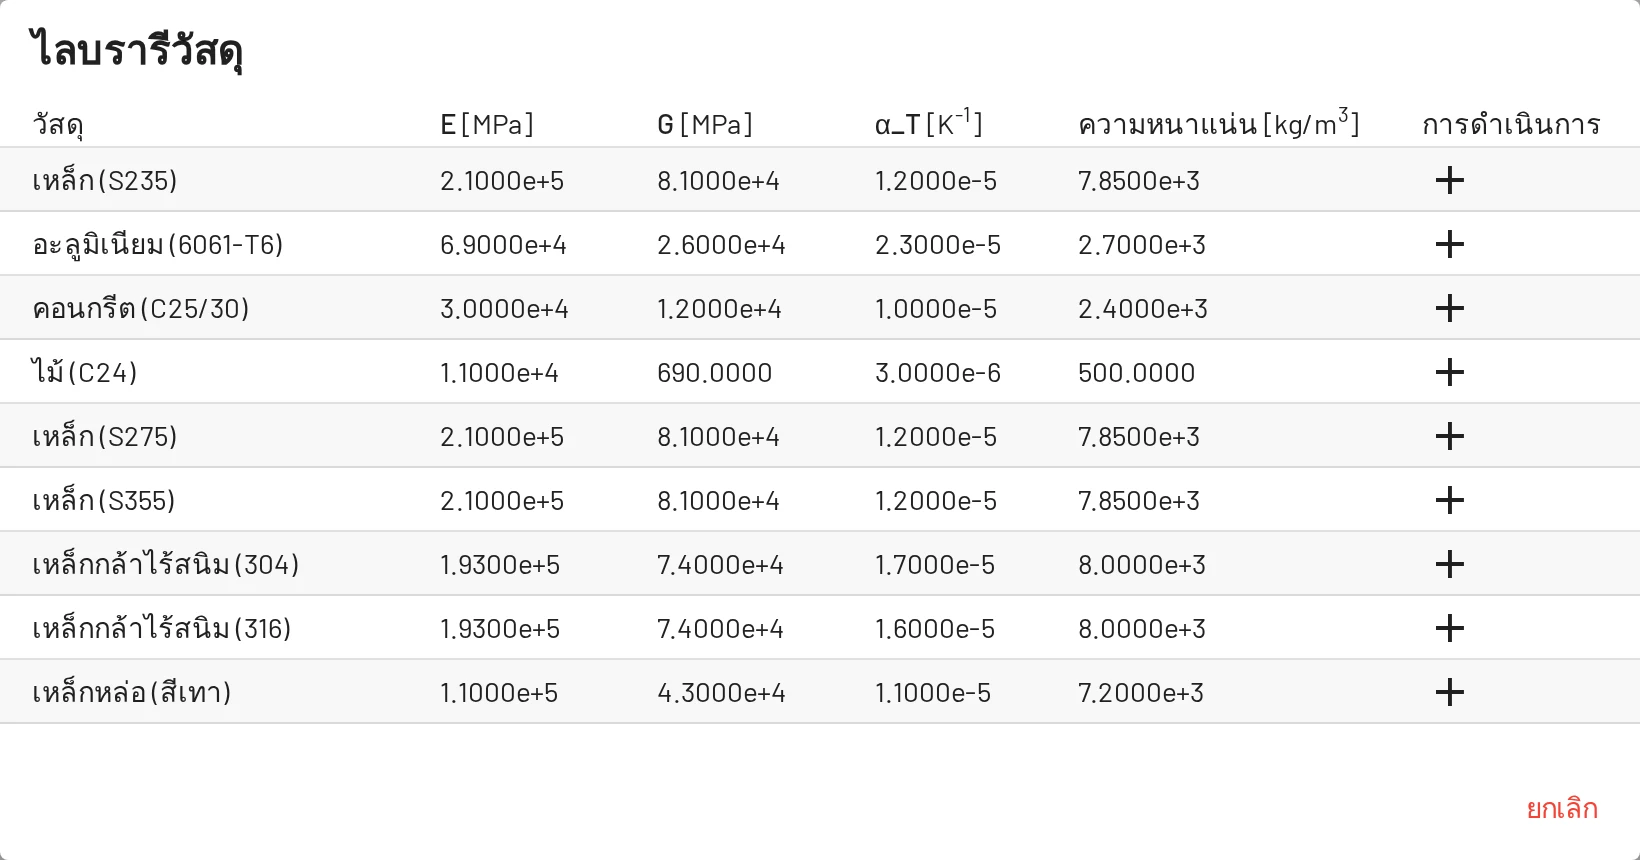 ไลบรารีวัสดุ
วัสดุ E [MPa] G [MPa] α_T [K⁻¹] ความหนาแน่น [kg/m³] การดำเนินการ
เหล็ก (S235) 2.1000e+5 8.1000e+4 1.2000e-5 7.8500e+3
อะลูมิเนียม (6061-T6) 6.9000e+4 2.6000e+4 2.3000e-5 2.7000e+3
คอนกรีต (C25/30) 3.0000e+4 1.2000e+4 1.0000e-5 2.4000e+3
ไม้ (C24) 1.1000e+4 690.0000 3.0000e-6 500.0000
เหล็ก (S275) 2.1000e+5 8.1000e+4 1.2000e-5 7.8500e+3
เหล็ก (S355) 2.1000e+5 8.1000e+4 1.2000e-5 7.8500e+3
เหล็กกล้าไร้สนิม (304) 1.9300e+5 7.4000e+4 1.7000e-5 8.0000e+3
เหล็กกล้าไร้สนิม (316) 1.9300e+5 7.4000e+4 1.6000e-5 8.0000e+3
เหล็กหล่อ (สีเทา) 1.1000e+5 4.3000e+4 1.1000e-5 7.2000e+3
ยกเลิก